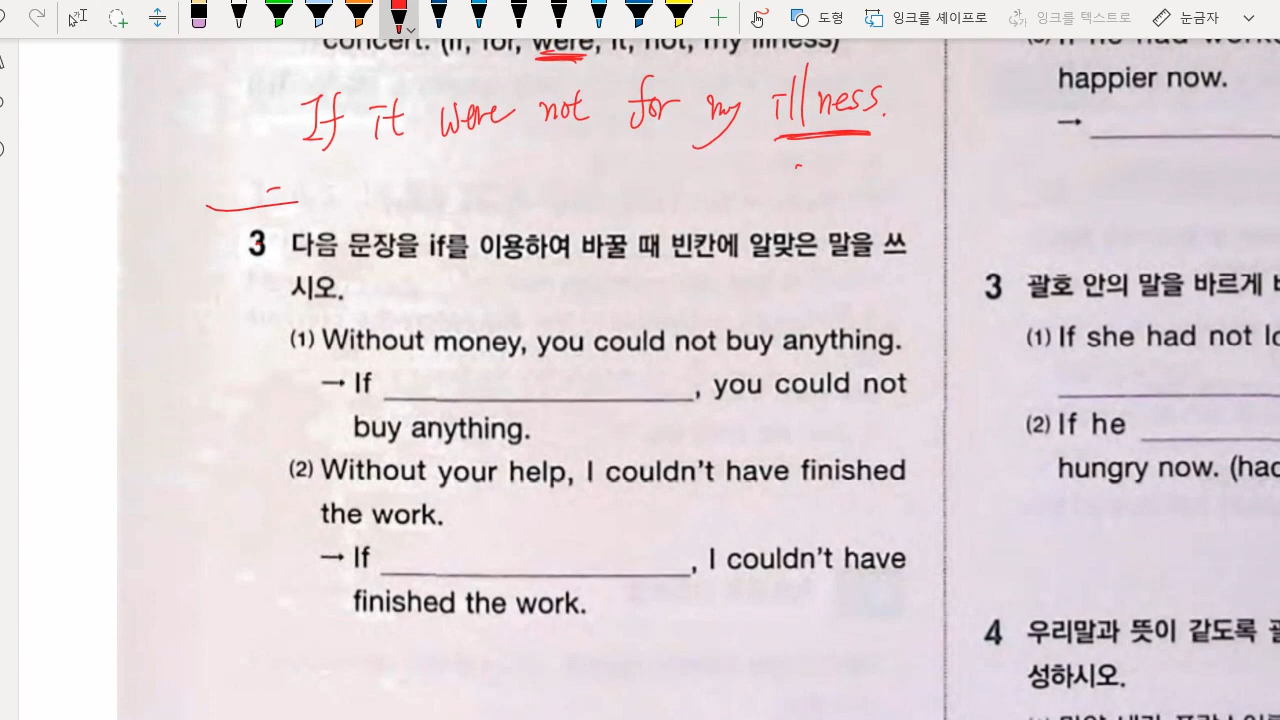 도형
잉크를 셰이프로
잉크를 텍스트로
눈금자
concert. (if, for, were, it, not, my illness)
If it were not for my illness.
3 다음 문장을 if를 이용하여 바꿀 때 빈칸에 알맞은 말을 쓰
시오.
(1) Without money, you could not buy anything.
→ If ____________, you could not
buy anything.
(2) Without your help, I couldn't have finished
the work.
→ If ____________, I couldn't have
finished the work.
happier now.
→ ____________
3 괄호 안의 말을 바르게
(1) If she had not
(2) If he ____________
hungry now.
4 우리말과 뜻이 같도록
성하시오.